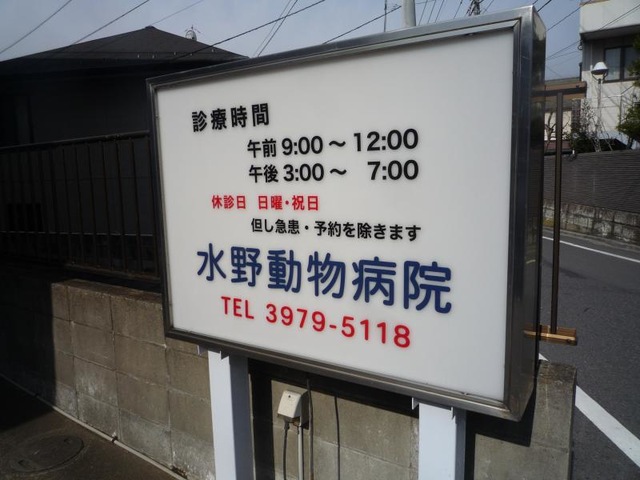 診療時間
午前 9:00～12:00
午後 3:00～ 7:00
休診日 日曜・祝日
但し急患・予約を除きます
水野動物病院
TEL 3979-5118